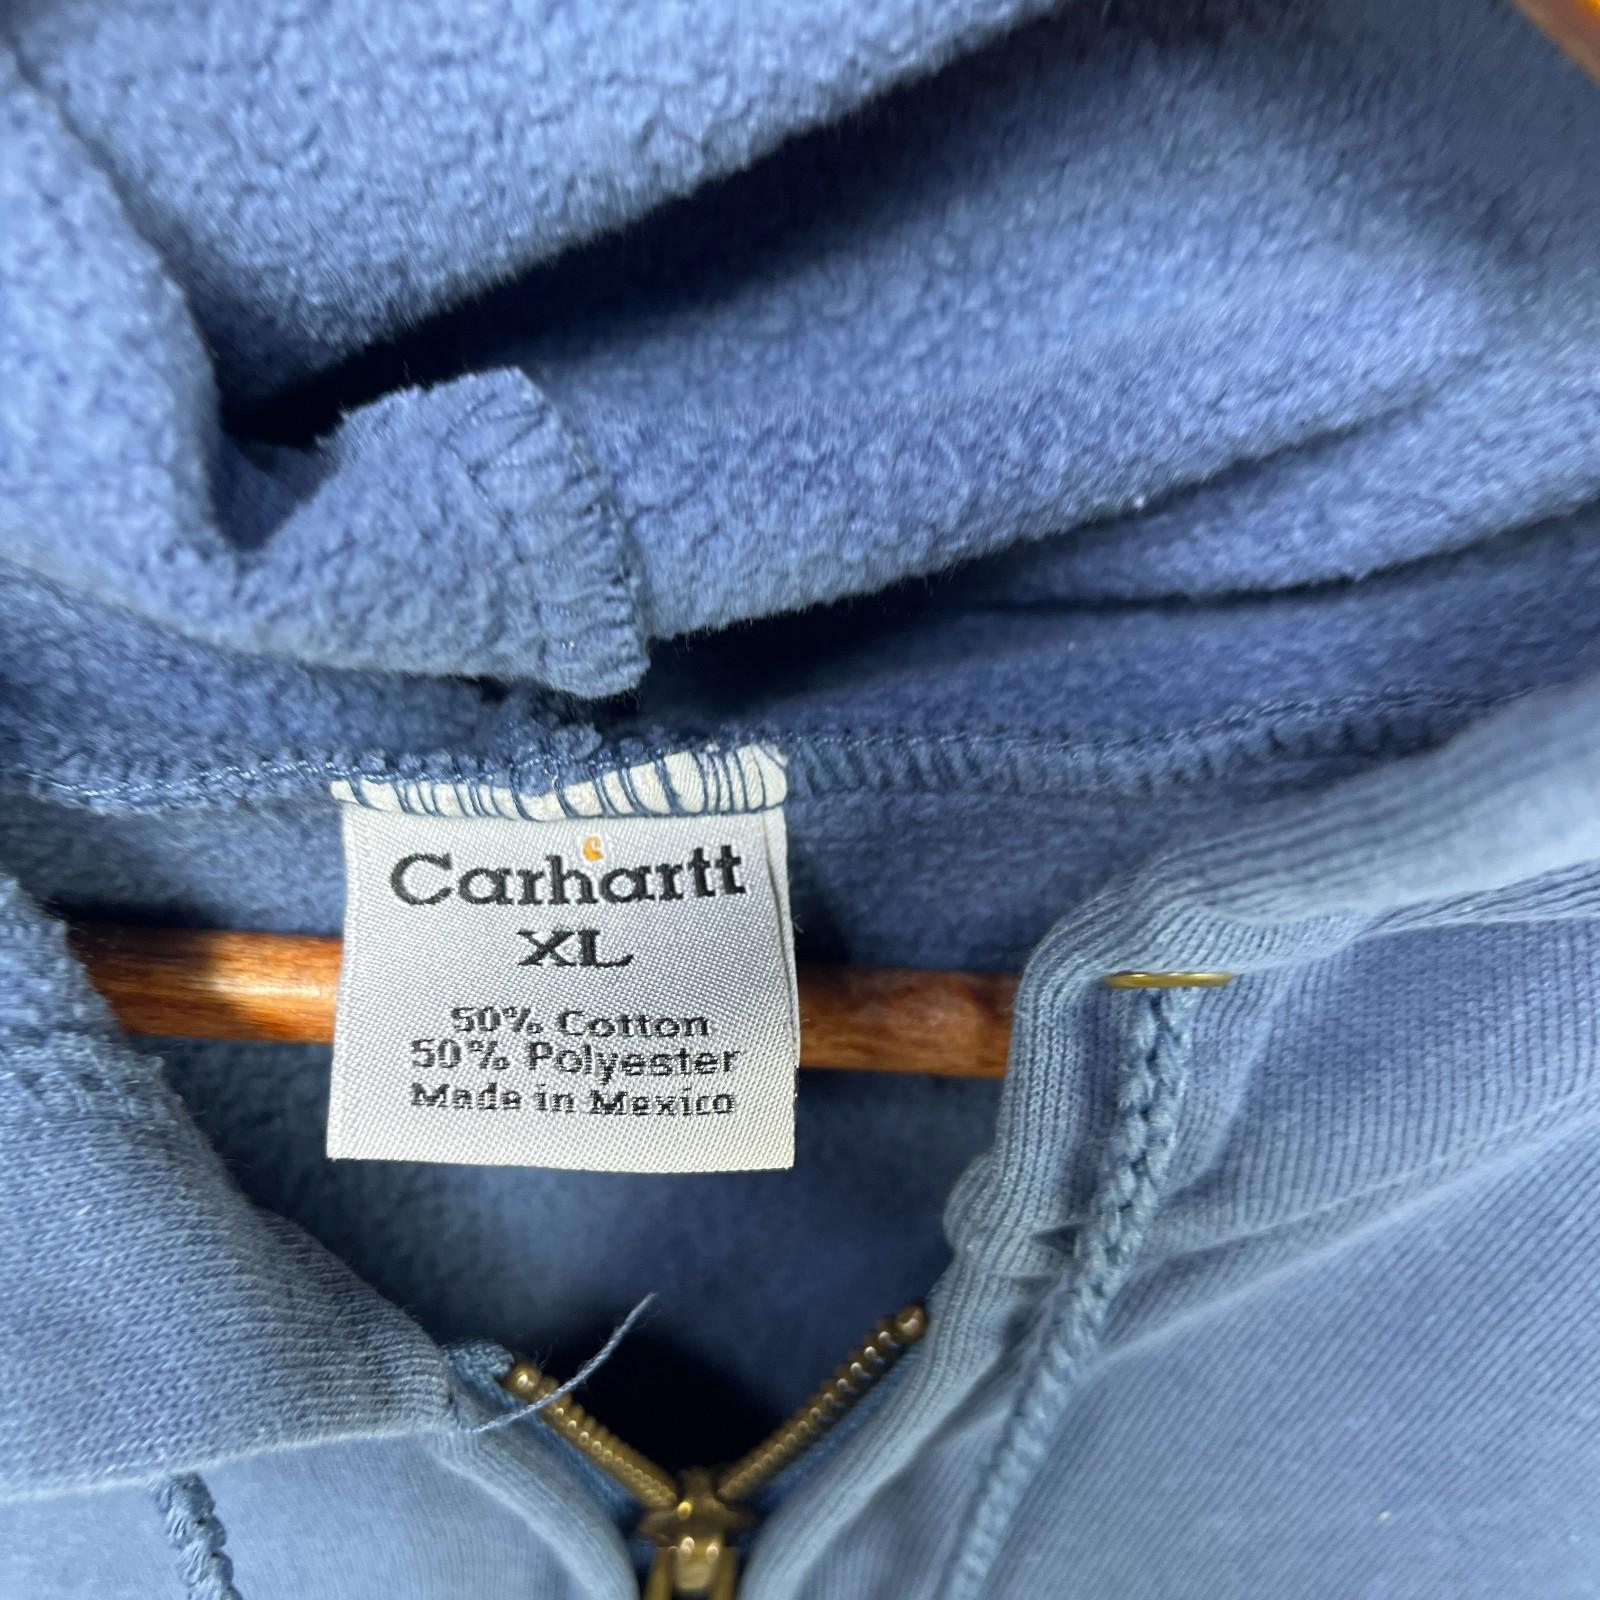 Carhartt
XL
50% Cotton
50% Polyester
Made in Mexico